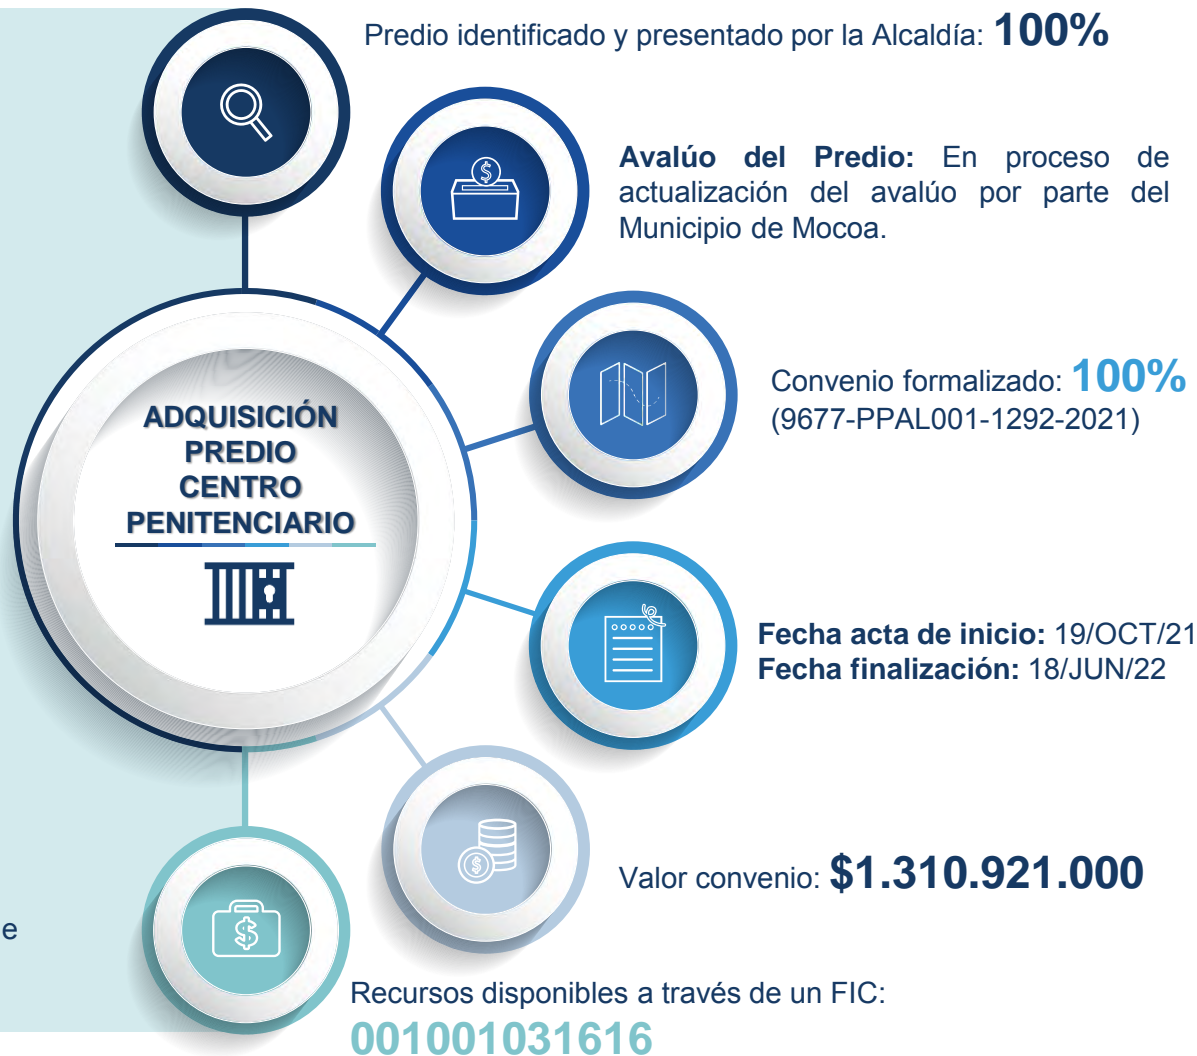 Predio identificado y presentado por la Alcaldía: 100%
Avalúo del Predio: En proceso de
actualización del avalúo por parte del
Municipio de Mocoa.
ADQUISICIÓN
PREDIO
CENTRO
PENITENCIARIO
Convenio formalizado: 100%
(9677-PPAL001-1292-2021)
Fecha acta de inicio: 19/OCT/21
Fecha finalización: 18/JUN/22
Valor convenio: $1.310.921.000
e
Recursos disponibles a través de un FIC:
001001031616